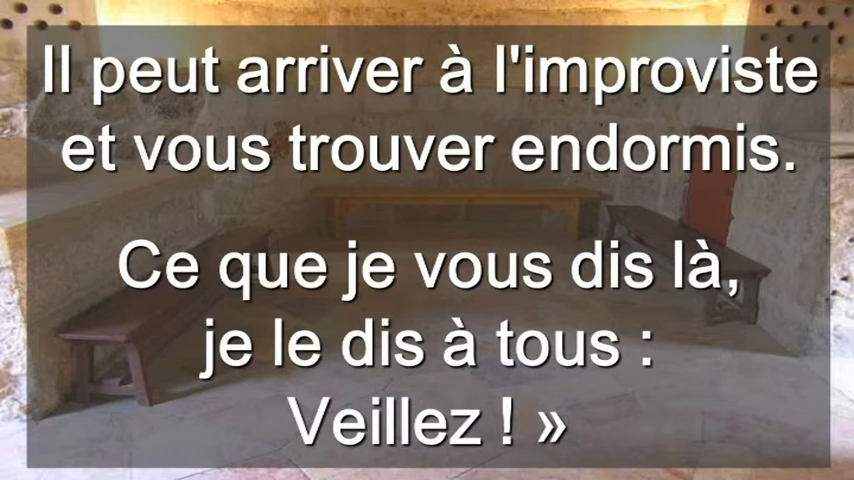 Il peut arriver à l'improviste
et vous trouver endormis.
Ce que je vous dis là,
je le dis à tous :
Veillez ! »